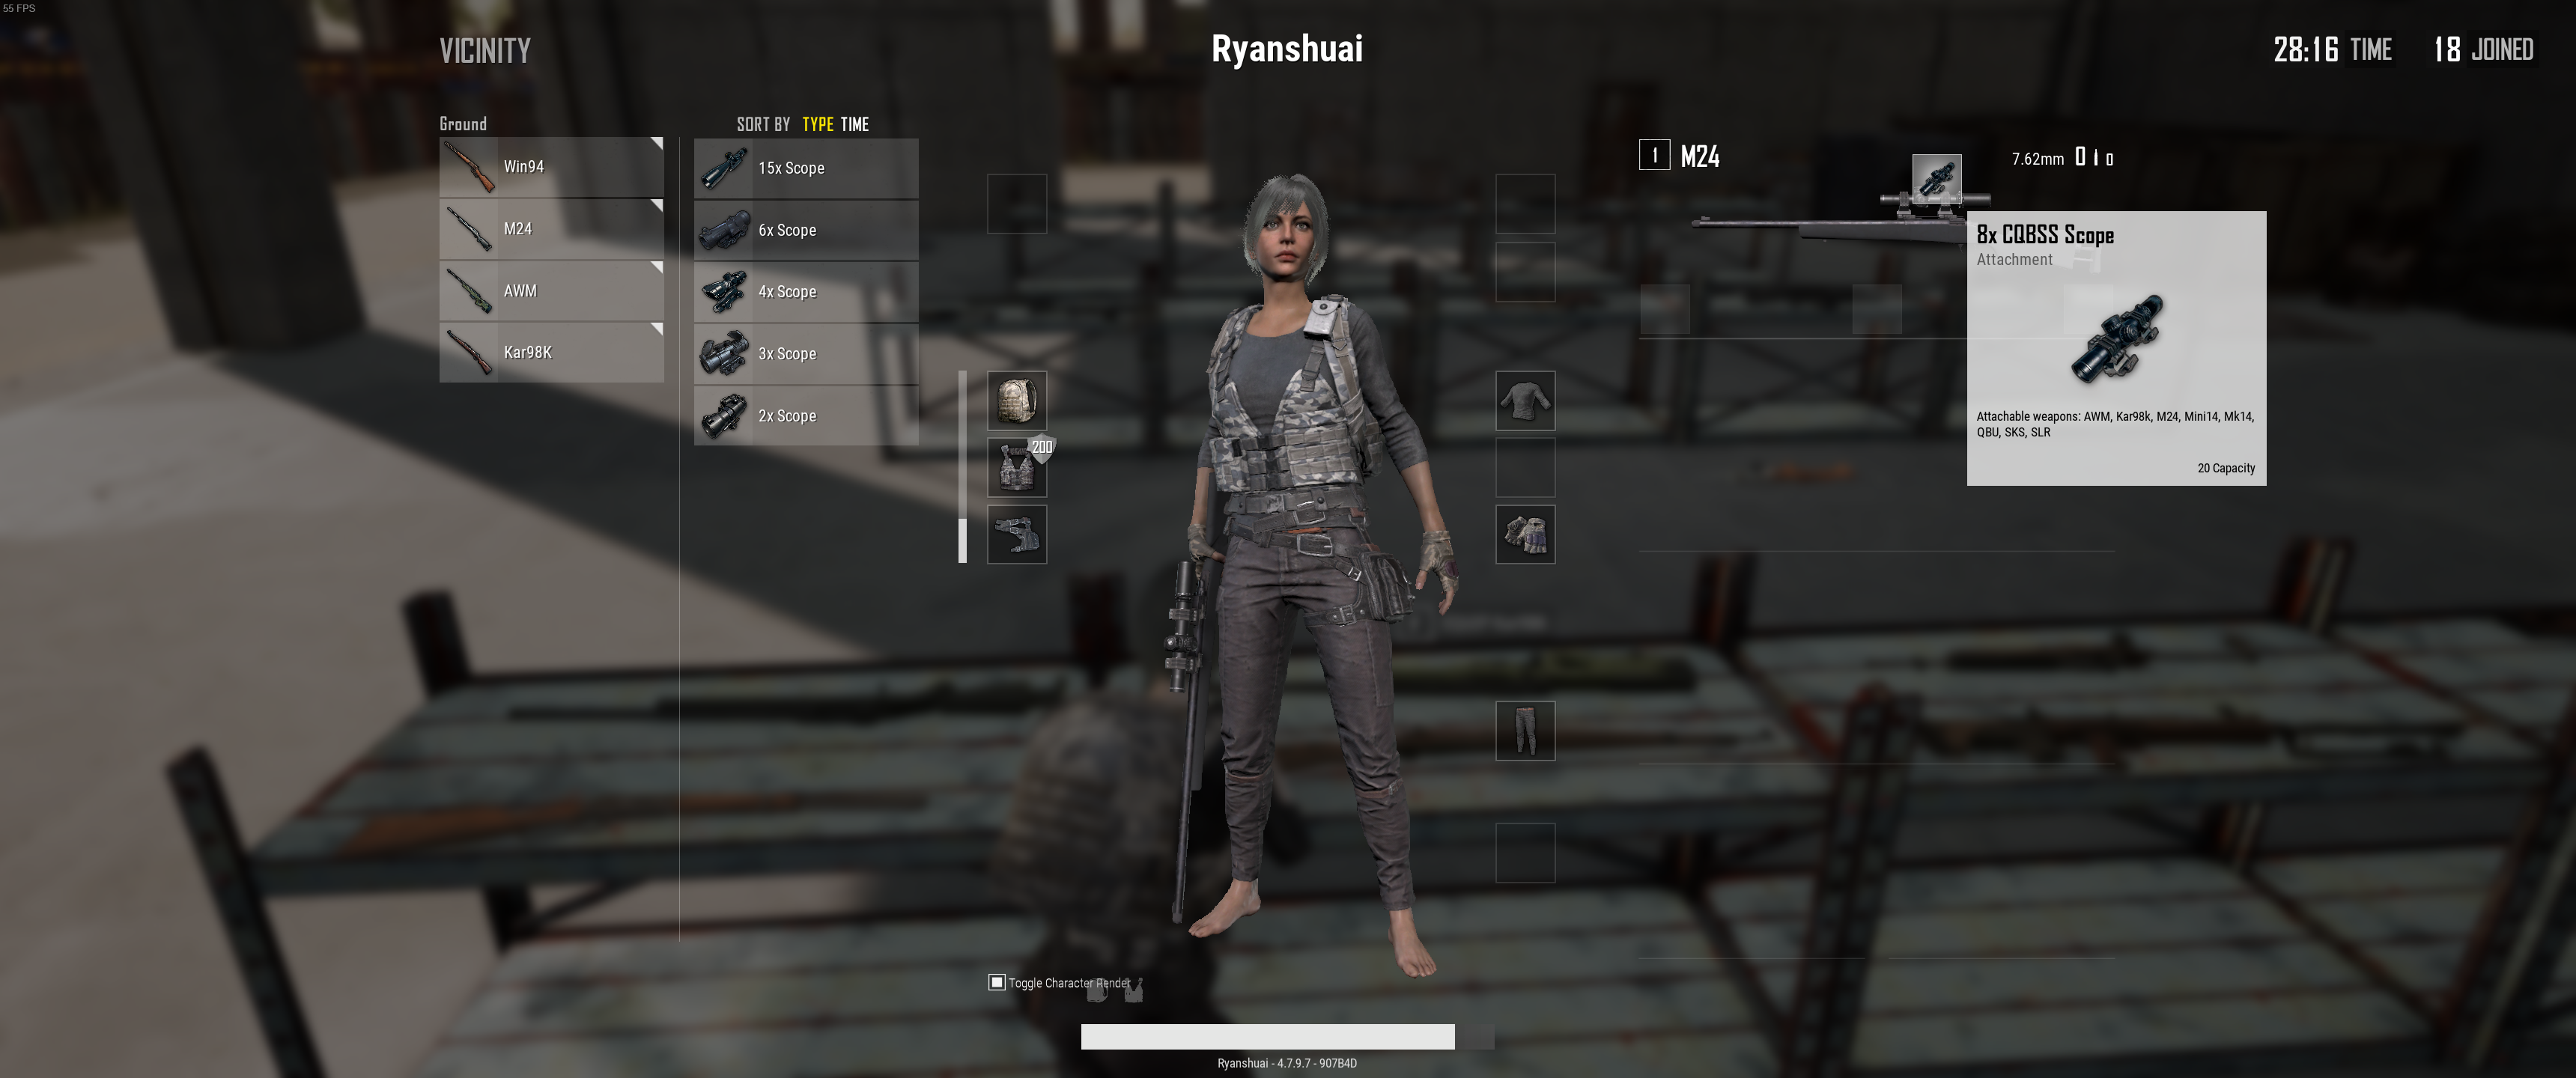 55 FPS
VICINITY
Ryanshuai
28:16 TIME 18 JOINED
Ground
SORT BY TYPE TIME
Win94
M24
AWM
Kar98K
15x Scope
6x Scope
4x Scope
3x Scope
2x Scope
200
1 M24
7.62mm 0 0
8x CQBSS Scope
Attachment
Attachable weapons: AWM, Kar98k, M24, Mini14, Mk14,
QBU, SKS, SLR
20 Capacity
Toggle Character Render
Ryanshuai - 4.7.9.7 - 907B4D